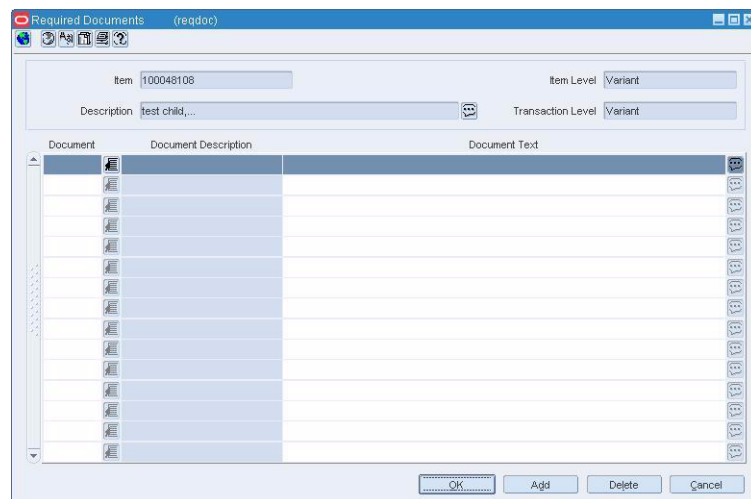 Required Documents (reqdoc)
Item 100048108 Item Level Variant
Description test child,... Transaction Level Variant
Document Document Description Document Text
OK Add Delete Cancel